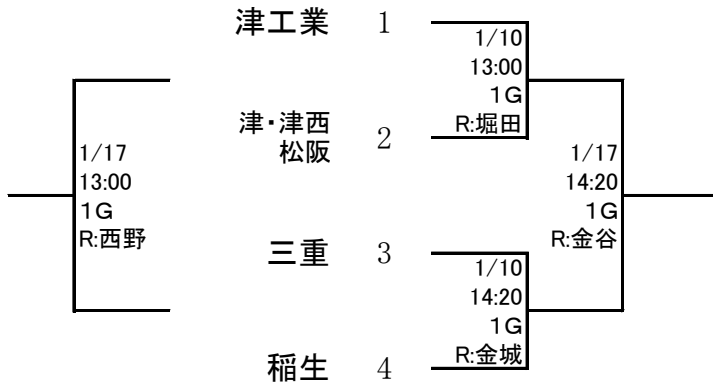 津工業 1
津・津西
松阪 2
三重 3
稲生 4
1/10
13:00
１G
R:堀田
1/10
14:20
１G
R:金城
1/17
13:00
１G
R:西野
1/17
14:20
１G
R:金谷